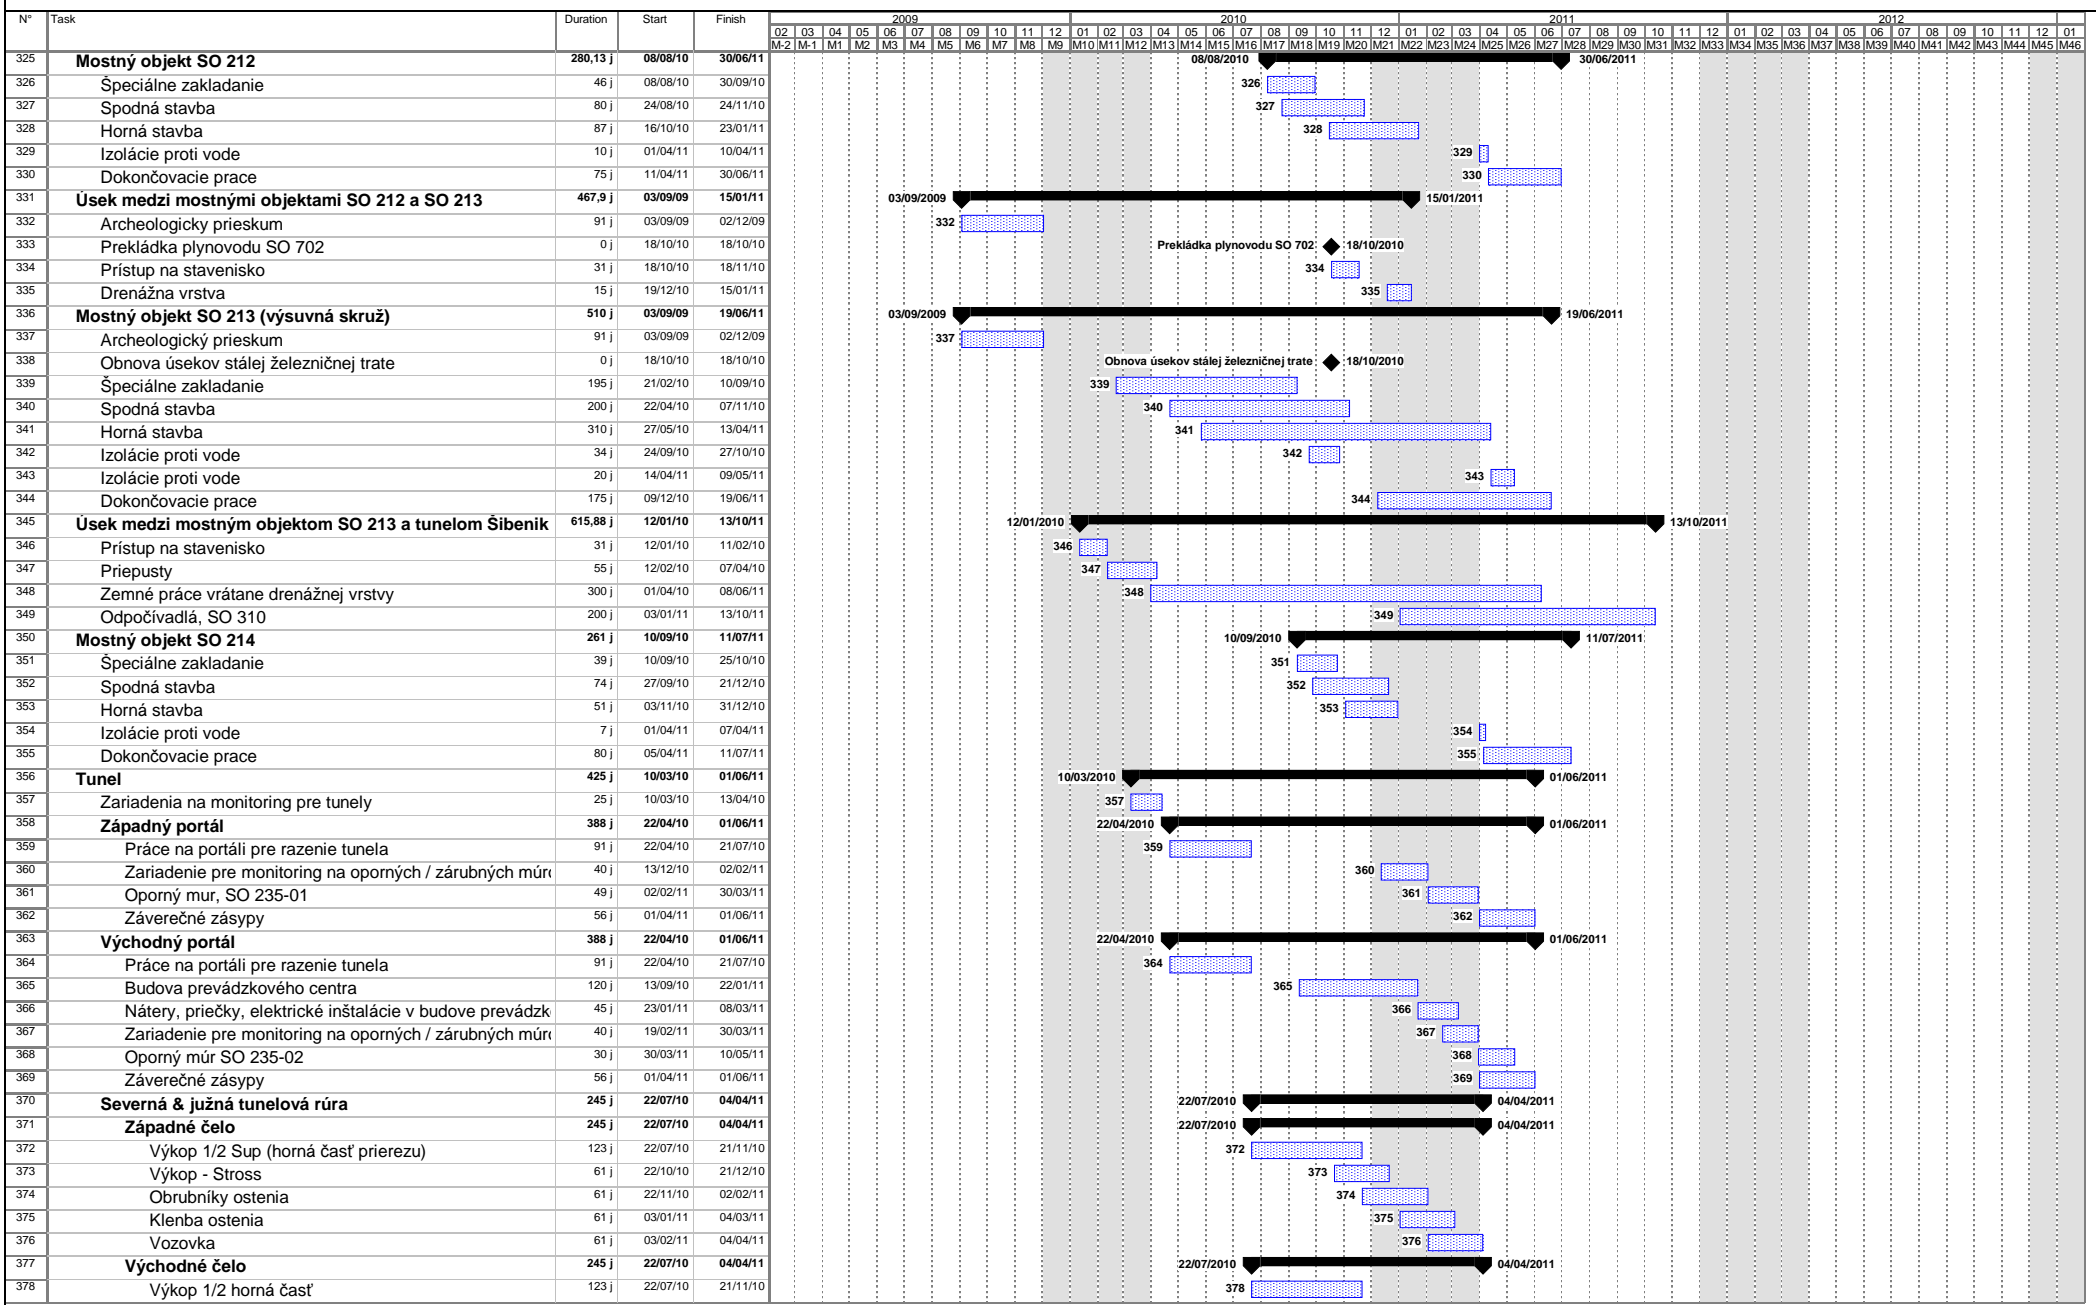 N° Task Duration Start Finish 2009 2010 2011 2012
02 03 04 05 06 07 08 09 10 11 12 01 02 03 04 05 06 07 08 09 10 11 12 01 02 03 04 05 06 07 08 09 10 11 12 01 02 03 04 05 06 07 08 09 10 11 12 01
M-2 M-1 M1 M2 M3 M4 M5 M6 M7 M8 M9 M10 M11 M12 M13 M14 M15 M16 M17 M18 M19 M20 M21 M22 M23 M24 M25 M26 M27 M28 M29 M30 M31 M32 M33 M34 M35 M36 M37 M38 M39 M40 M41 M42 M43 M44 M45 M46
325 Mostný objekt SO 212 280,13 j 08/08/10 30/06/11 08/08/2010 30/06/2011
326 Špeciálne zakladanie 46 j 08/08/10 30/09/10 326
327 Spodná stavba 80 j 24/08/10 24/11/10 327
328 Horná stavba 87 j 16/10/10 23/01/11 328
329 Izolácie proti vode 10 j 01/04/11 10/04/11 329
330 Dokončovacie prace 75 j 11/04/11 30/06/11 330
331 Úsek medzi mostnými objektami SO 212 a SO 213 467,9 j 03/09/09 15/01/11 03/09/2009 15/01/2011
332 Archeologicky prieskum 91 j 03/09/09 02/12/09 332
333 Prekládka plynovodu SO 702 0 j 18/10/10 18/10/10 Prekládka plynovodu SO 702 18/10/2010
334 Prístup na stavenisko 31 j 18/10/10 18/11/10 334
335 Drenážna vrstva 15 j 19/12/10 15/01/11 335
336 Mostný objekt SO 213 (výsuvná skruž) 510 j 03/09/09 19/06/11 03/09/2009 19/06/2011
337 Archeologický prieskum 91 j 03/09/09 02/12/09 337
338 Obnova úsekov stálej železničnej trate 0 j 18/10/10 18/10/10 Obnova úsekov stálej železničnej trate 18/10/2010
339 Špeciálne zakladanie 195 j 21/02/10 10/09/10 339
340 Spodná stavba 200 j 22/04/10 07/11/10 340
341 Horná stavba 310 j 27/05/10 13/04/11 341
342 Izolácie proti vode 34 j 24/09/10 27/10/10 342
343 Izolácie proti vode 20 j 14/04/11 09/05/11 343
344 Dokončovacie prace 175 j 09/12/10 19/06/11 344
345 Úsek medzi mostným objektom SO 213 a tunelom Šibenik 615,88 j 12/01/10 13/10/11 12/01/2010 13/10/2011
346 Prístup na stavenisko 31 j 12/01/10 11/02/10 346
347 Priepusty 55 j 12/02/10 07/04/10 347
348 Zemné práce vrátane drenážnej vrstvy 300 j 01/04/10 08/06/11 348
349 Odpočívadlá, SO 310 200 j 03/01/11 13/10/11 349
350 Mostný objekt SO 214 261 j 10/09/10 11/07/11 10/09/2010 11/07/2011
351 Špeciálne zakladanie 39 j 10/09/10 25/10/10 351
352 Spodná stavba 74 j 27/09/10 21/12/10 352
353 Horná stavba 51 j 03/11/10 31/12/10 353
354 Izolácie proti vode 7 j 01/04/11 07/04/11 354
355 Dokončovacie prace 80 j 05/04/11 11/07/11 355
356 Tunel 425 j 10/03/10 01/06/11 10/03/2010 01/06/2011
357 Zariadenia na monitoring pre tunely 25 j 10/03/10 13/04/10 357
358 Západný portál 388 j 22/04/10 01/06/11 22/04/2010 01/06/2011
359 Práce na portáli pre razenie tunela 91 j 22/04/10 21/07/10 359
360 Zariadenie pre monitoring na oporných / zárubných múro 40 j 13/12/10 02/02/11 360
361 Oporný mur, SO 235-01 49 j 02/02/11 30/03/11 361
362 Záverečné zásypy 56 j 01/04/11 01/06/11 362
363 Východný portál 388 j 22/04/10 01/06/11 22/04/2010 01/06/2011
364 Práce na portáli pre razenie tunela 91 j 22/04/10 21/07/10 364
365 Budova prevádzkového centra 120 j 13/09/10 22/01/11 365
366 Nátery, priečky, elektrické inštalácie v budove prevádzk 45 j 23/01/11 08/03/11 366
367 Zariadenie pre monitoring na oporných / zárubných múro 40 j 19/02/11 30/03/11 367
368 Oporný múr SO 235-02 30 j 30/03/11 10/05/11 368
369 Záverečné zásypy 56 j 01/04/11 01/06/11 369
370 Severná & južná tunelová rúra 245 j 22/07/10 04/04/11 22/07/2010 04/04/2011
371 Západné čelo 245 j 22/07/10 04/04/11 22/07/2010 04/04/2011
372 Výkop 1/2 Sup (horná časť prierezu) 123 j 22/07/10 21/11/10 372
373 Výkop - Stross 61 j 22/10/10 21/12/10 373
374 Obrubníky ostenia 61 j 22/11/10 02/02/11 374
375 Klenba ostenia 61 j 03/01/11 04/03/11 375
376 Vozovka 61 j 03/02/11 04/04/11 376
377 Východné čelo 245 j 22/07/10 04/04/11 22/07/2010 04/04/2011
378 Výkop 1/2 horná časť 123 j 22/07/10 21/11/10 378